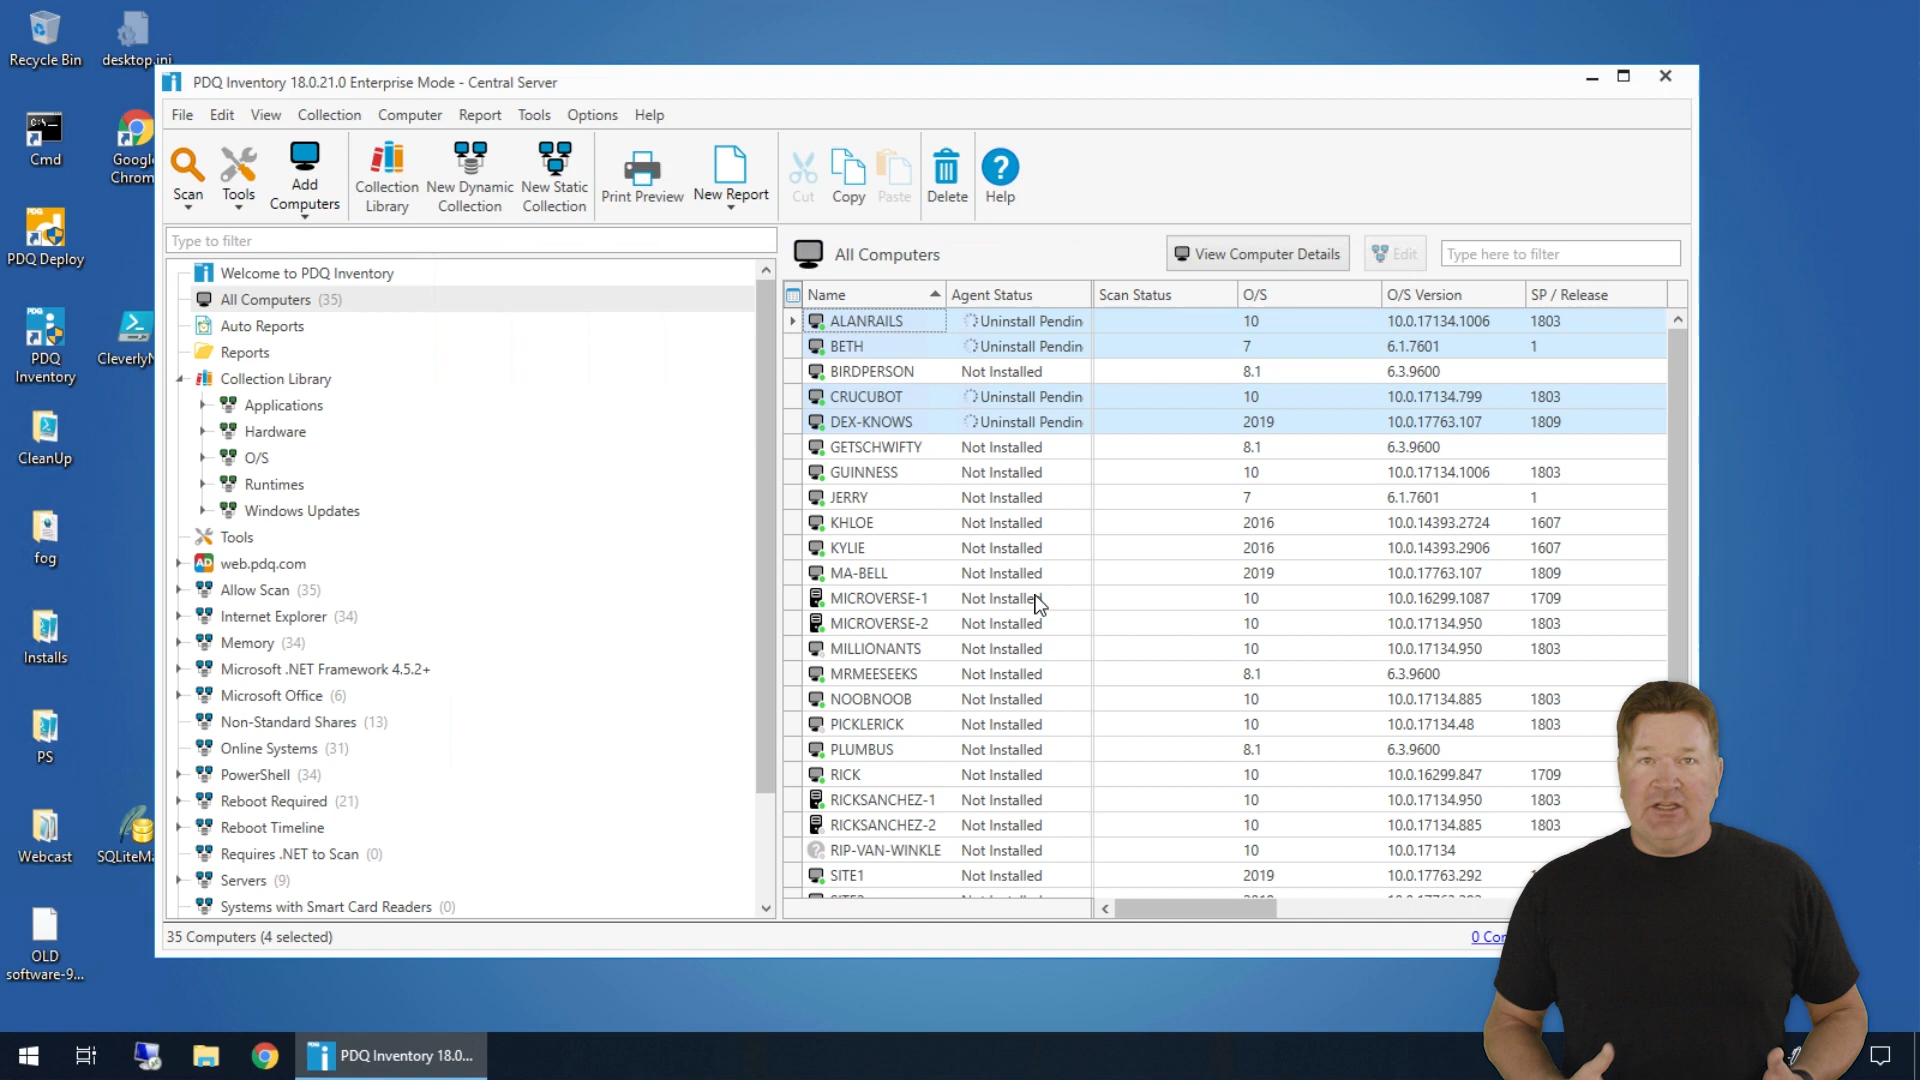 Recycle Bin
desktop.ini
Cmd
Google
Chrom
PDQ Deploy
PDQ
Inventory
CleverlyN
CleanUp
fog
Installs
PS
Webcast
SQLiteMa
OLD
software-9...
PDQ Inventory 18.0.21.0 Enterprise Mode - Central Server
File Edit View Collection Computer Report Tools Options Help
Scan
Tools
Add
Computers
Collection
Library
New Dynamic
Collection
New Static
Collection
Print Preview
New Report
Cut
Copy
Paste
Delete
Help
Type to filter
Welcome to PDQ Inventory
All Computers (35)
Auto Reports
Reports
Collection Library
Applications
Hardware
O/S
Runtimes
Windows Updates
Tools
AD web.pdq.com
Allow Scan (35)
Internet Explorer (34)
Memory (34)
Microsoft .NET Framework 4.5.2+
Microsoft Office (6)
Non-Standard Shares (13)
Online Systems (31)
PowerShell (34)
Reboot Required (21)
Reboot Timeline
Requires .NET to Scan (0)
Servers (9)
Systems with Smart Card Readers (0)
All Computers
View Computer Details
Edit
Type here to filter
Name Agent Status Scan Status O/S O/S Version SP / Release
ALANRAILS Uninstall Pendin 10 10.0.17134.1006 1803
BETH Uninstall Pendin 7 6.1.7601 1
BIRDPERSON Not Installed 8.1 6.3.9600
CRUCUBOT Uninstall Pendin 10 10.0.17134.799 1803
DEX-KNOWS Uninstall Pendin 2019 10.0.17763.107 1809
GETSCHWIFTY Not Installed 8.1 6.3.9600
GUINNESS Not Installed 10 10.0.17134.1006 1803
JERRY Not Installed 7 6.1.7601 1
KHLOE Not Installed 2016 10.0.14393.2724 1607
KYLIE Not Installed 2016 10.0.14393.2906 1607
MA-BELL Not Installed 2019 10.0.17763.107 1809
MICROVERSE-1 Not Installed 10 10.0.16299.1087 1709
MICROVERSE-2 Not Installed 10 10.0.17134.950 1803
MILLIONANTS Not Installed 10 10.0.17134.950 1803
MRMEESEEKS Not Installed 8.1 6.3.9600
NOOBNOOB Not Installed 10 10.0.17134.885 1803
PICKLERICK Not Installed 10 10.0.17134.48 1803
PLUMBUS Not Installed 8.1 6.3.9600
RICK Not Installed 10 10.0.16299.847 1709
RICKSANCHEZ-1 Not Installed 10 10.0.17134.950 1803
RICKSANCHEZ-2 Not Installed 10 10.0.17134.885 1803
RIP-VAN-WINKLE Not Installed 10 10.0.17134
SITE1 Not Installed 2019 10.0.17763.292
35 Computers (4 selected)
0 Co
PDQ Inventory 18.0...